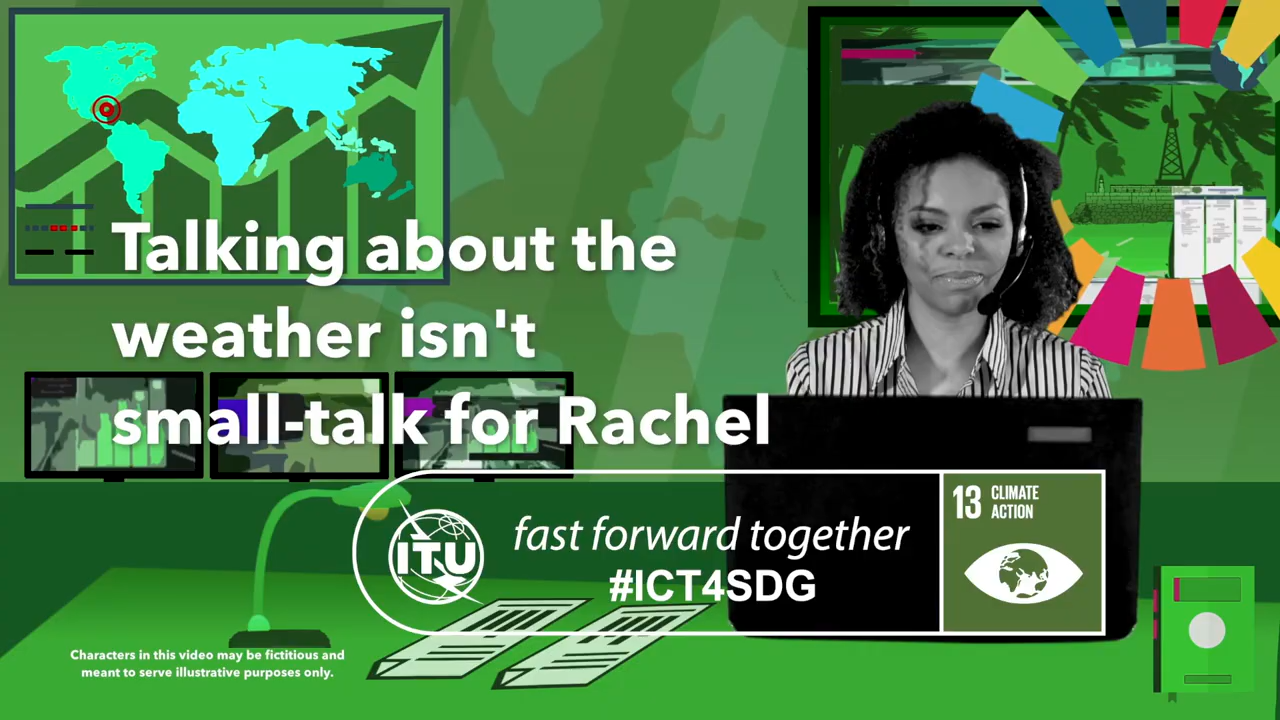 Talking about the
weather isn't
small-talk for Rachel
ITU
fast forward together
#ICT4SDG
13 CLIMATE
ACTION
Characters in this video may be fictitious and
meant to serve illustrative purposes only.